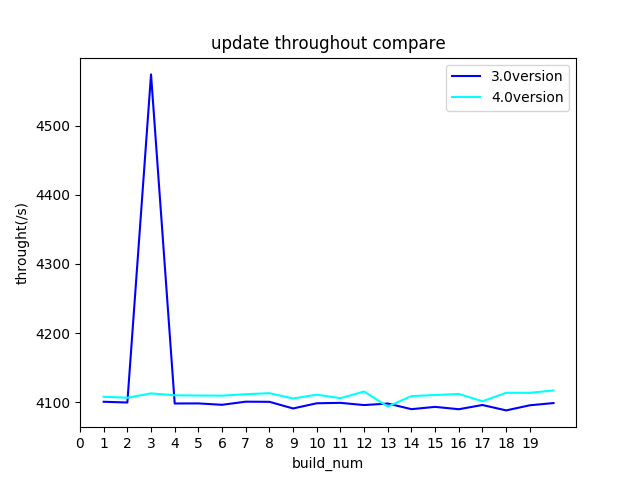 update throughout compare
3.0version
4.0version
throught(/s)
4500
4400
4300
4200
4100
0 1 2 3 4 5 6 7 8 9 10 11 12 13 14 15 16 17 18 19
build_num